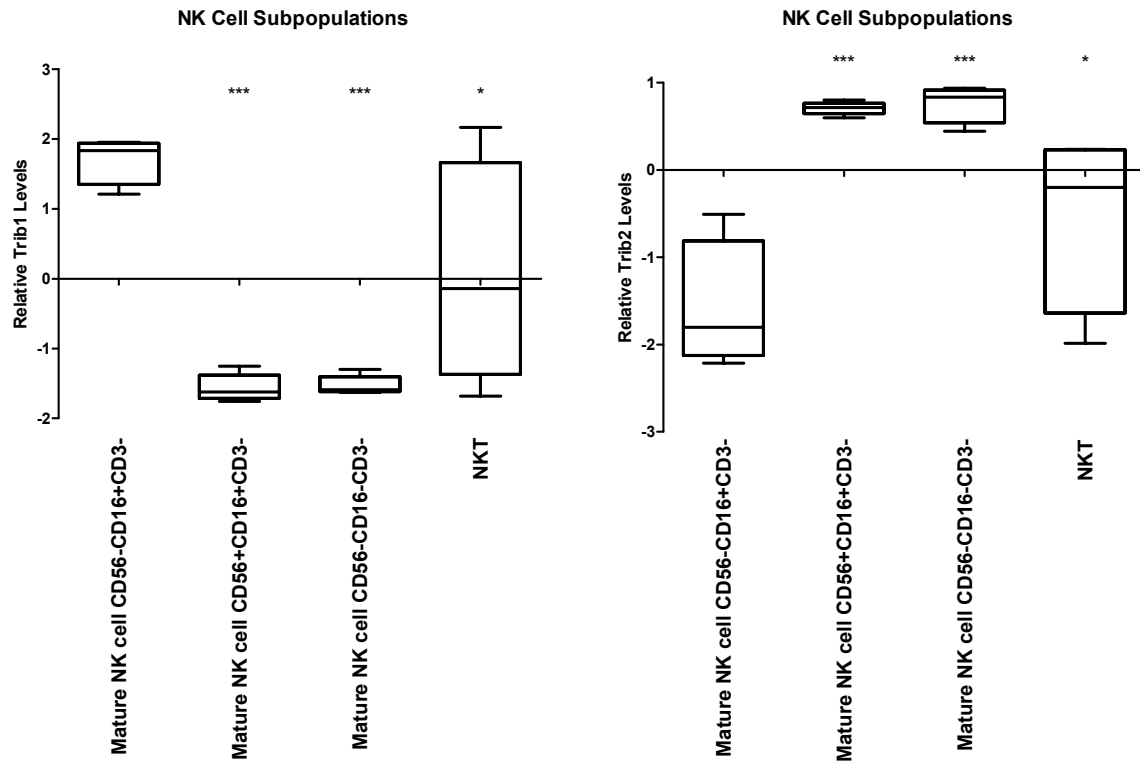 NK Cell Subpopulations
Relative Trib1 Levels
3
2
1
0
-1
-2
***
***
*
Mature NK cell CD56-CD16+CD3-
Mature NK cell CD56+CD16+CD3-
Mature NK cell CD56-CD16-CD3-
NKT
NK Cell Subpopulations
Relative Trib2 Levels
1
0
-1
-2
-3
***
***
*
Mature NK cell CD56-CD16+CD3-
Mature NK cell CD56+CD16+CD3-
Mature NK cell CD56-CD16-CD3-
NKT